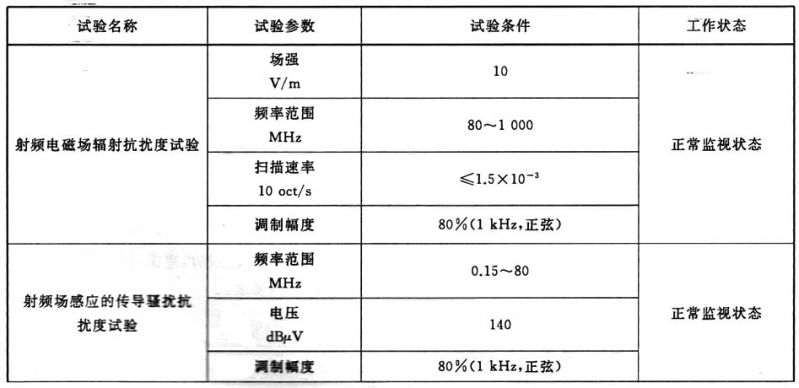 试验名称 试验参数 试验条件 工作状态
射频电磁场辐射抗扰度试验
场强
V/m
10
频率范围
MHz
80～1 000
扫描速率
10 oct/s
≤1.5×10⁻³
调制幅度
80%(1 kHz,正弦)
正常监视状态
射频场感应的传导骚扰抗
扰度试验
频率范围
MHz
0.15～80
电压
dBμV
140
调制幅度
80%(1 kHz,正弦)
正常监视状态